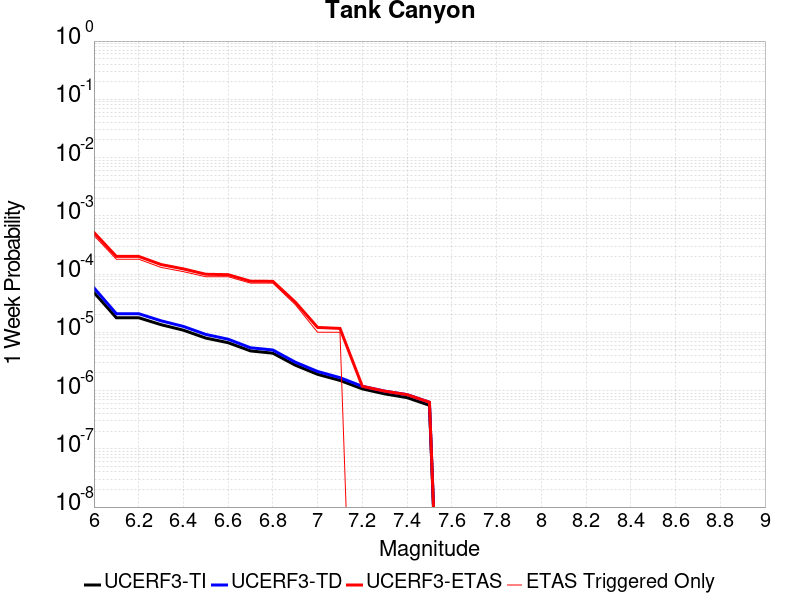 Tank Canyon
1 Week Probability
10^0
10^-1
10^-2
10^-3
10^-4
10^-5
10^-6
10^-7
10^-8
6 6.2 6.4 6.6 6.8 7 7.2 7.4 7.6 7.8 8 8.2 8.4 8.6 8.8 9
Magnitude
UCERF3-TI UCERF3-TD UCERF3-ETAS ETAS Triggered Only